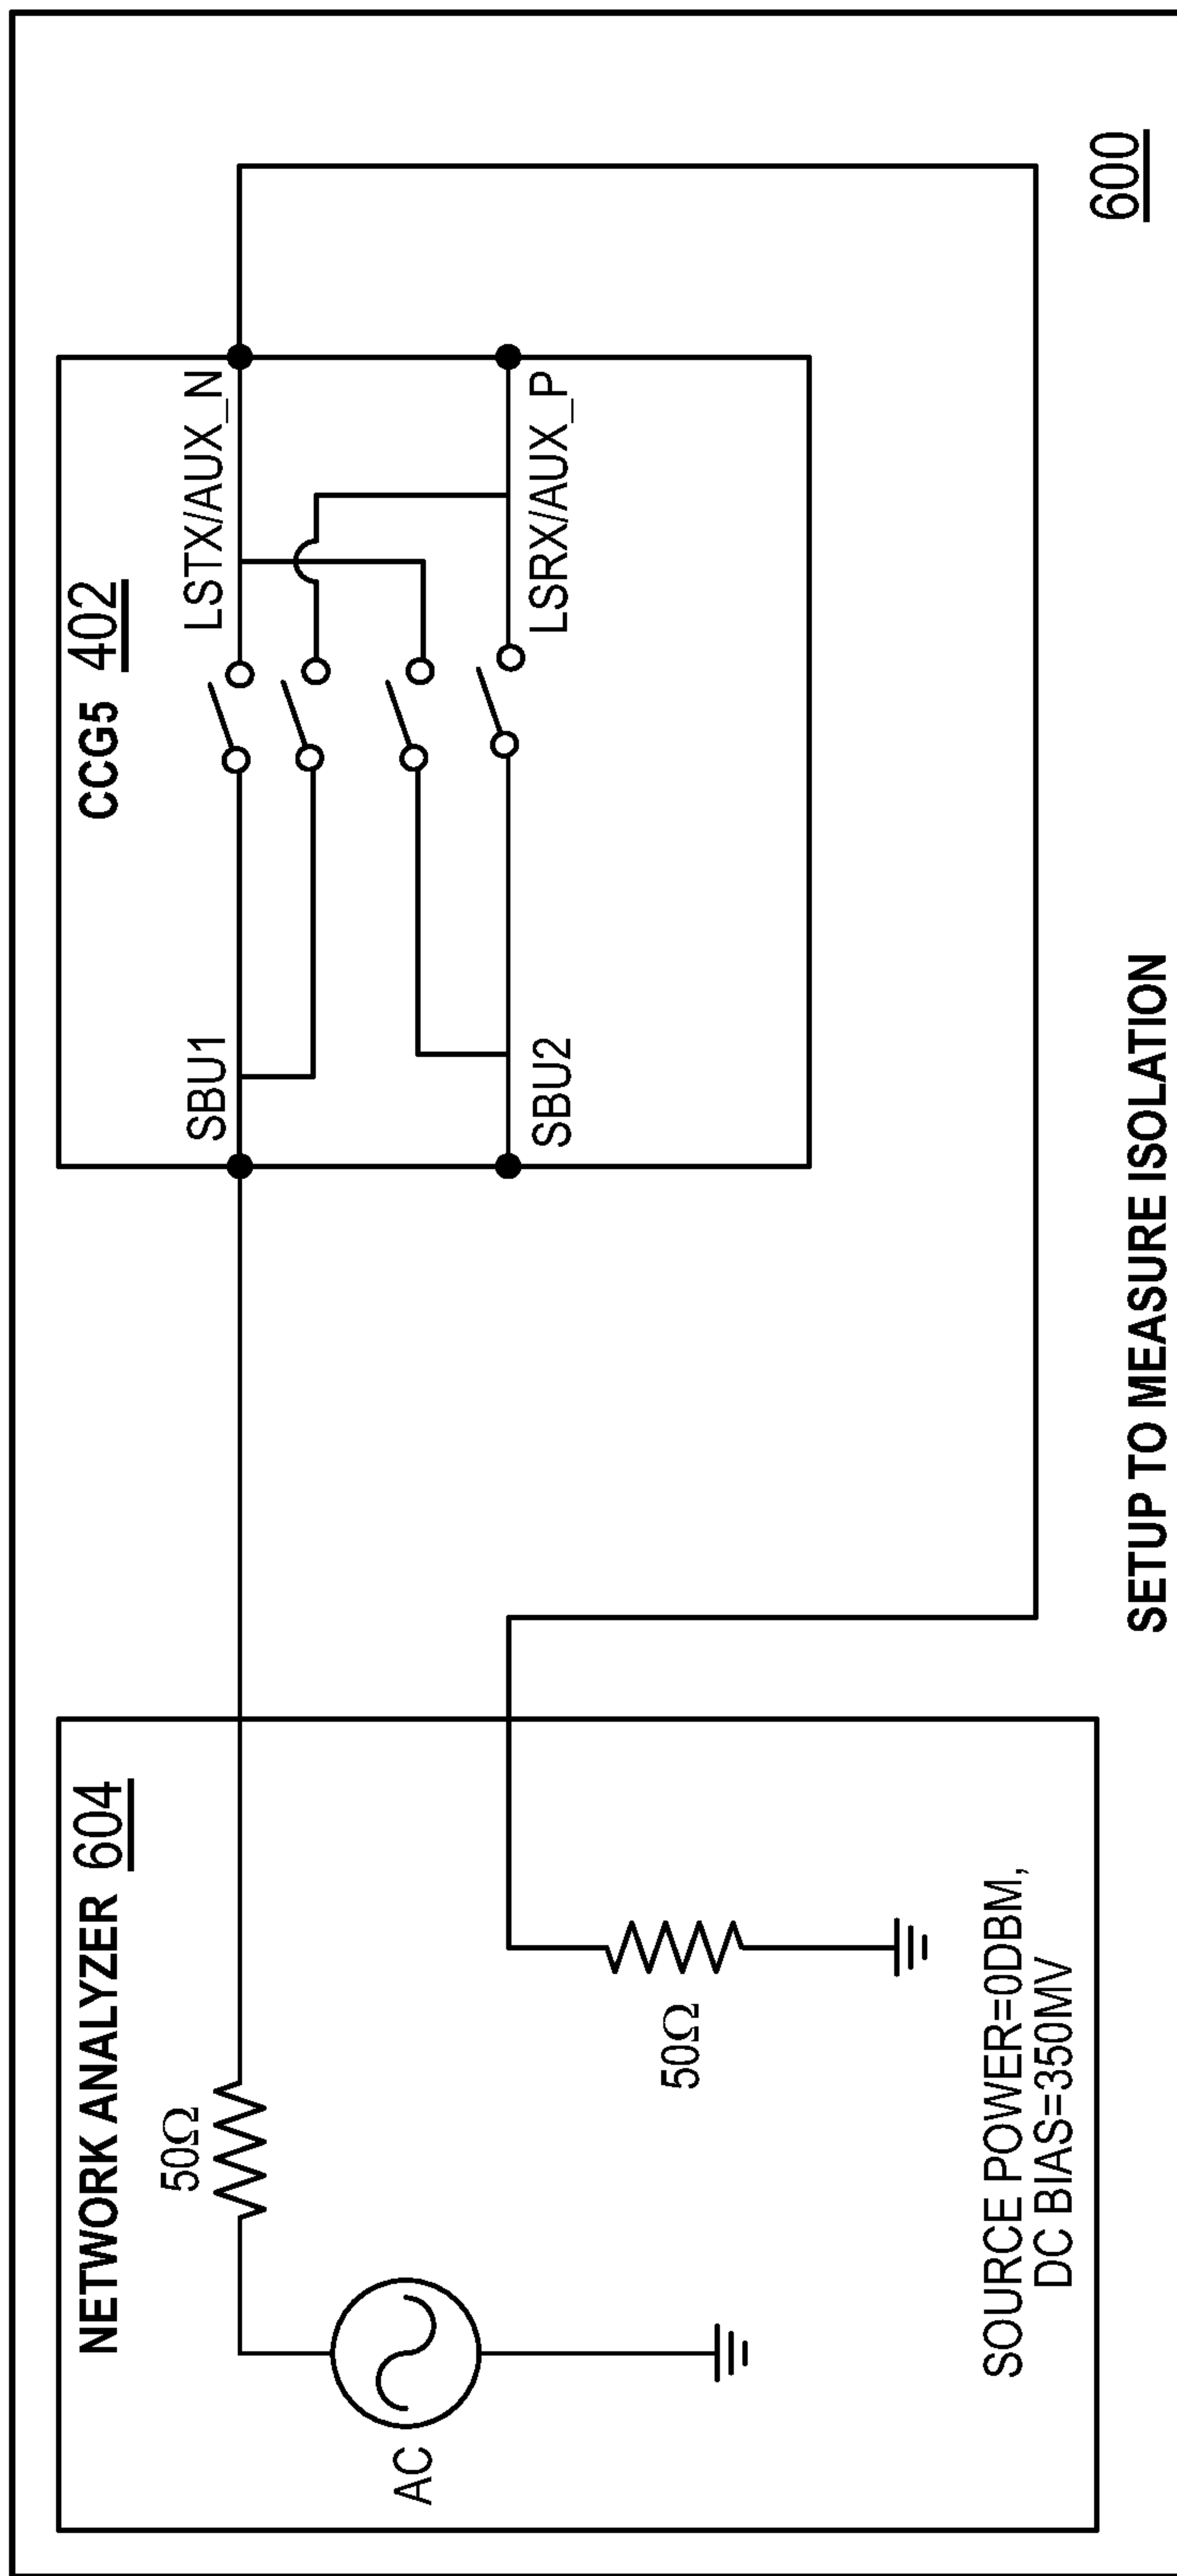 NETWORK ANALYZER 604
50Ω
AC
50Ω
SOURCE POWER=0DBM,
DC BIAS=350MV
CCG5 402
SBU1
LSTX/AUX_N
SBU2
LSRX/AUX_P
SETUP TO MEASURE ISOLATION
600